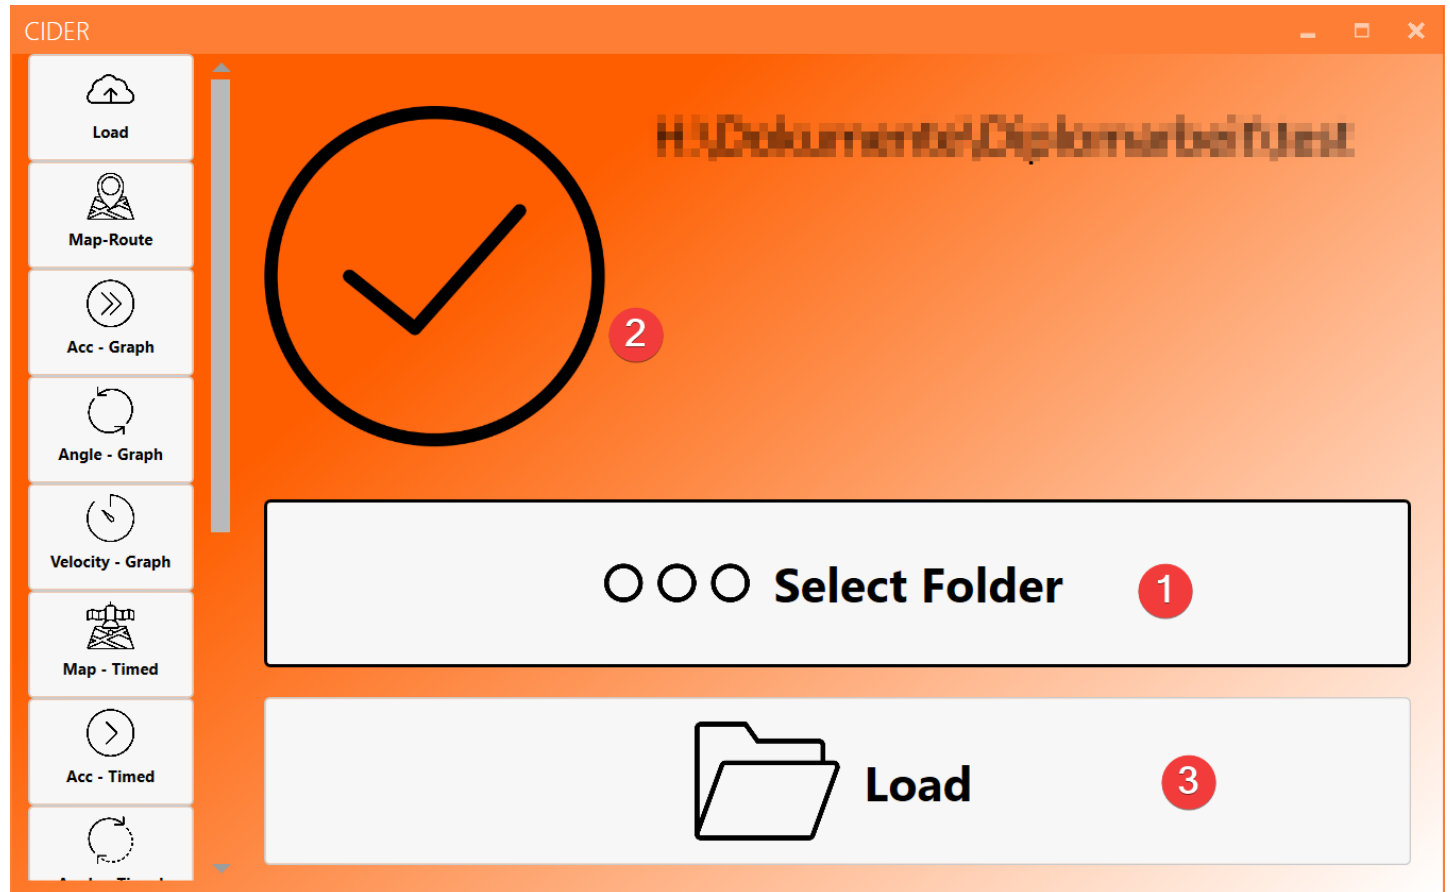 CIDER
Load
Map-Route
Acc - Graph
Angle - Graph
Velocity - Graph
Map - Timed
Acc - Timed
2
Select Folder
1
Load
3